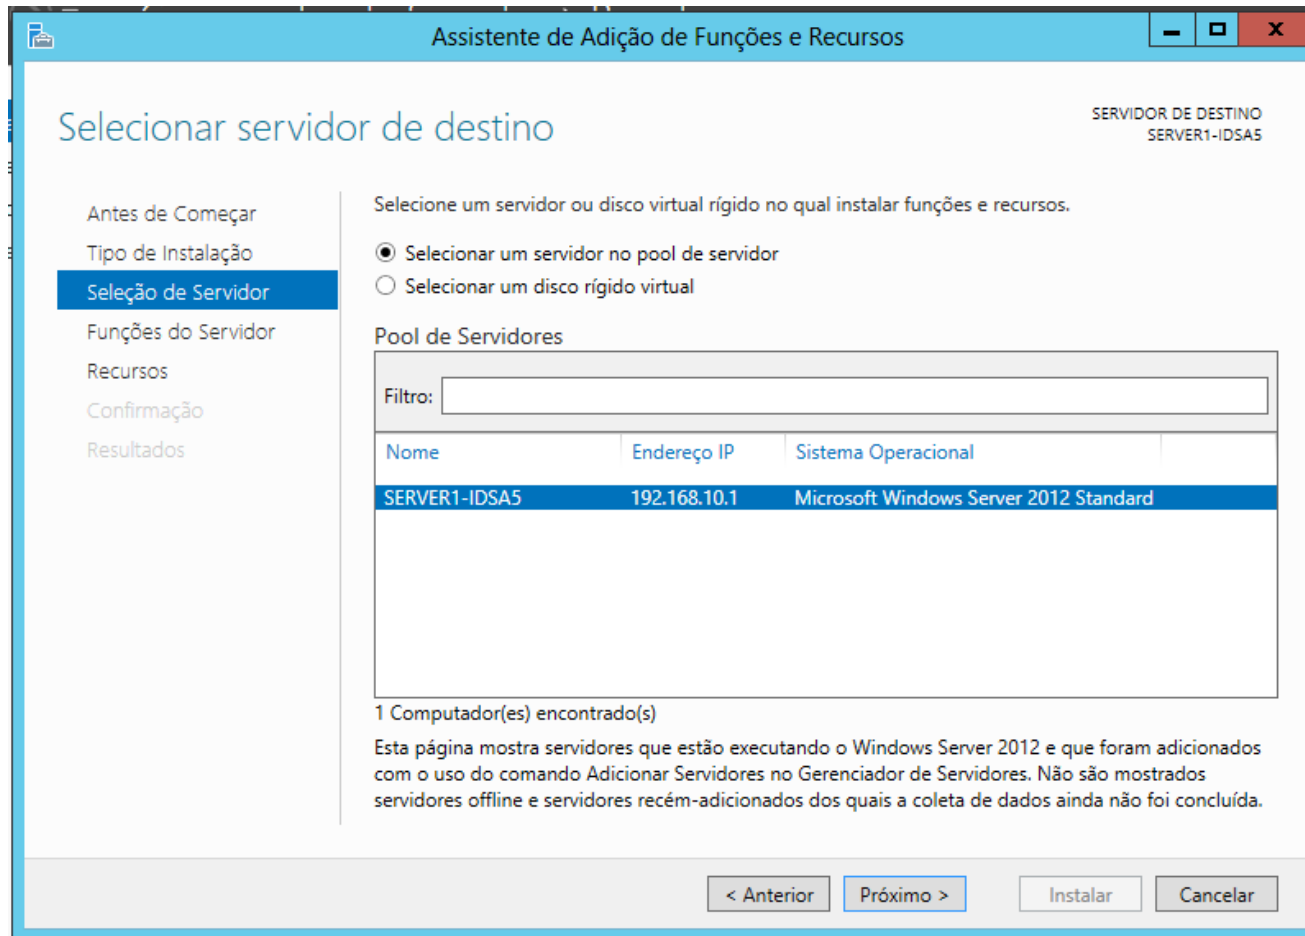 Assistente de Adição de Funções e Recursos
Selecionar servidor de destino
SERVIDOR DE DESTINO
SERVER1-IDSA5
Antes de Começar
Tipo de Instalação
Seleção de Servidor
Funções do Servidor
Recursos
Confirmação
Resultados
Selecione um servidor ou disco virtual rígido no qual instalar funções e recursos.
Selecionar um servidor no pool de servidor
Selecionar um disco rígido virtual
Pool de Servidores
Filtro:
Nome Endereço IP Sistema Operacional
SERVER1-IDSA5 192.168.10.1 Microsoft Windows Server 2012 Standard
1 Computador(es) encontrado(s)
Esta página mostra servidores que estão executando o Windows Server 2012 e que foram adicionados
com o uso do comando Adicionar Servidores no Gerenciador de Servidores. Não são mostrados
servidores offline e servidores recém-adicionados dos quais a coleta de dados ainda não foi concluída.
< Anterior Próximo > Instalar Cancelar